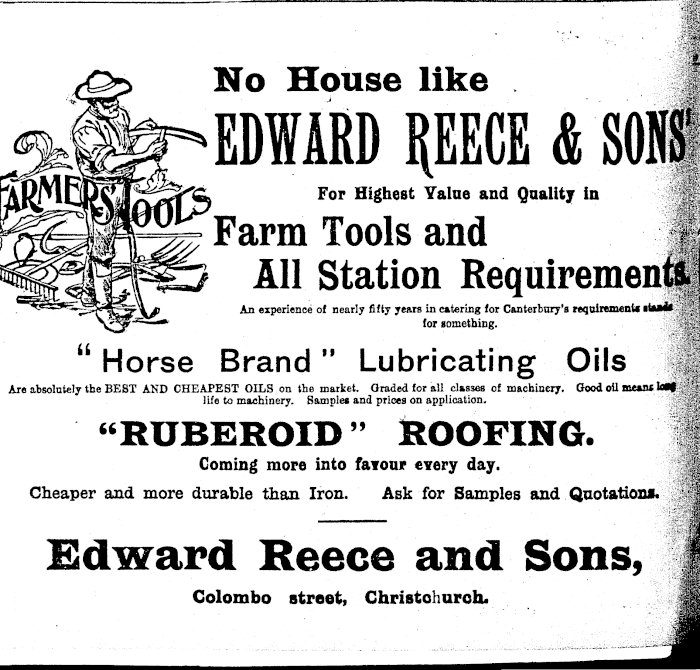 No House like
EDWARD REECE & SONS'
FARMERS' TOOLS
For Highest Value and Quality in
Farm Tools and
All Station Requirements.
An experience of nearly fifty years in catering for Canterbury's requirements stands
for something.
"Horse Brand" Lubricating Oils
Are absolutely the BEST AND CHEAPEST OILS on the market. Graded for all classes of machinery. Good oil means long
life to machinery. Samples and prices on application.
"RUBEROID" ROOFING.
Coming more into favour every day.
Cheaper and more durable than Iron. Ask for Samples and Quotations.
Edward Reece and Sons,
Colombo street, Christchurch.